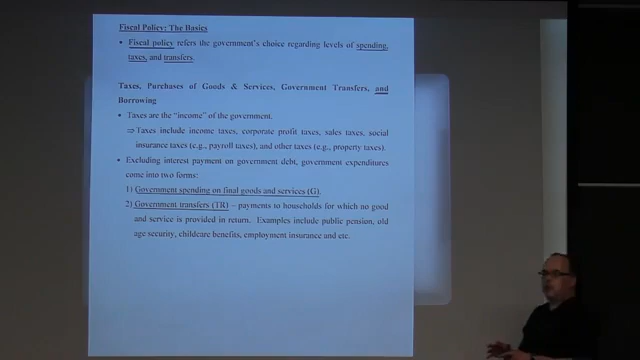 Fiscal Policy: The Basics
• Fiscal policy refers the government's choice regarding levels of spending,
taxes, and transfers.
Taxes, Purchases of Goods & Services, Government Transfers, and
Borrowing
• Taxes are the "income" of the government.
⇒ Taxes include income taxes, corporate profit taxes, sales taxes, social
insurance taxes (e.g., payroll taxes), and other taxes (e.g., property taxes).
• Excluding interest payment on government debt, government expenditures
come into two forms:
1) Government spending on final goods and services (G).
2) Government transfers (TR) – payments to households for which no good
and service is provided in return. Examples include public pension, old
age security, childcare benefits, employment insurance and etc.